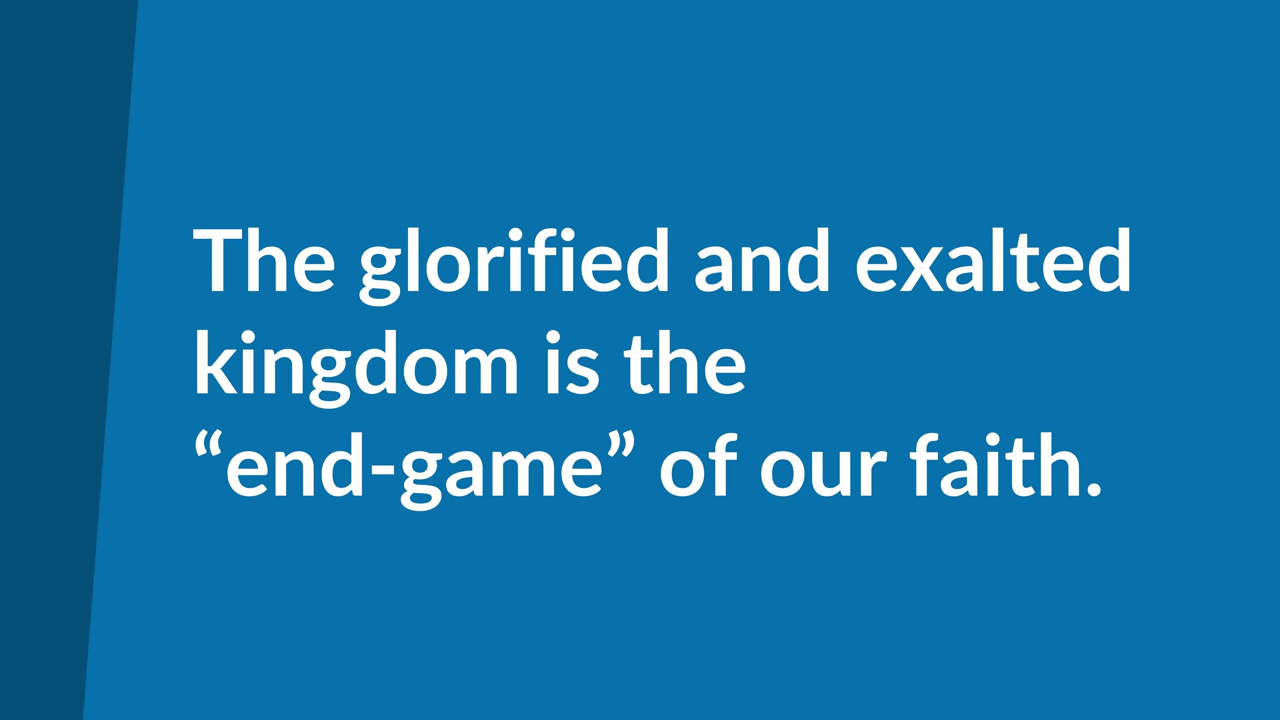 The glorified and exalted
kingdom is the
“end-game” of our faith.